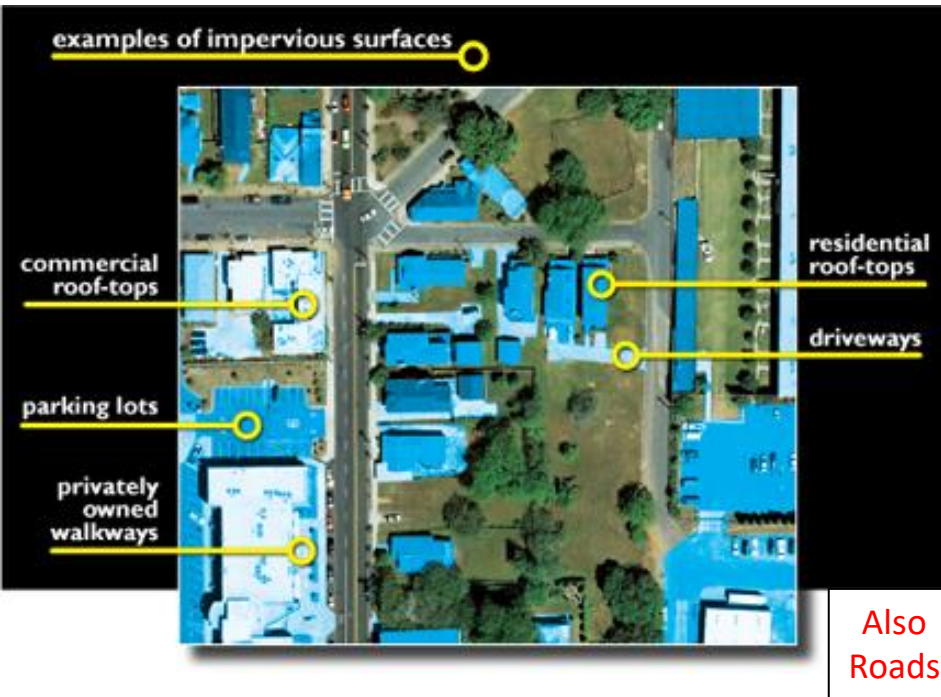 examples of impervious surfaces
commercial
roof-tops
residential
roof-tops
driveways
parking lots
privately
owned
walkways
Also
Roads